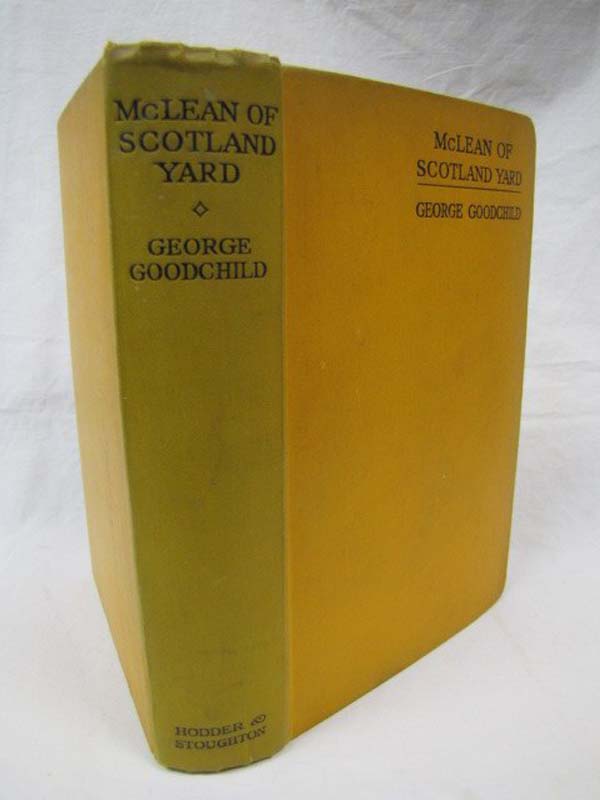 McLEAN OF
SCOTLAND
YARD
GEORGE
GOODCHILD
HODDER &
STOUGHTON
McLEAN OF
SCOTLAND YARD
GEORGE GOODCHILD